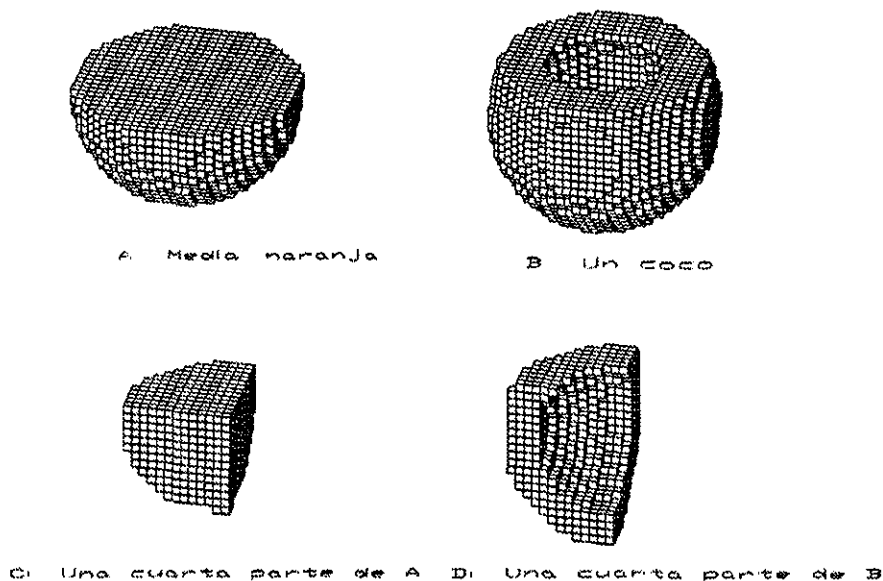 A Media naranja
B Un coco
C: Una cuarta parte de A
D: Una cuarta parte de B